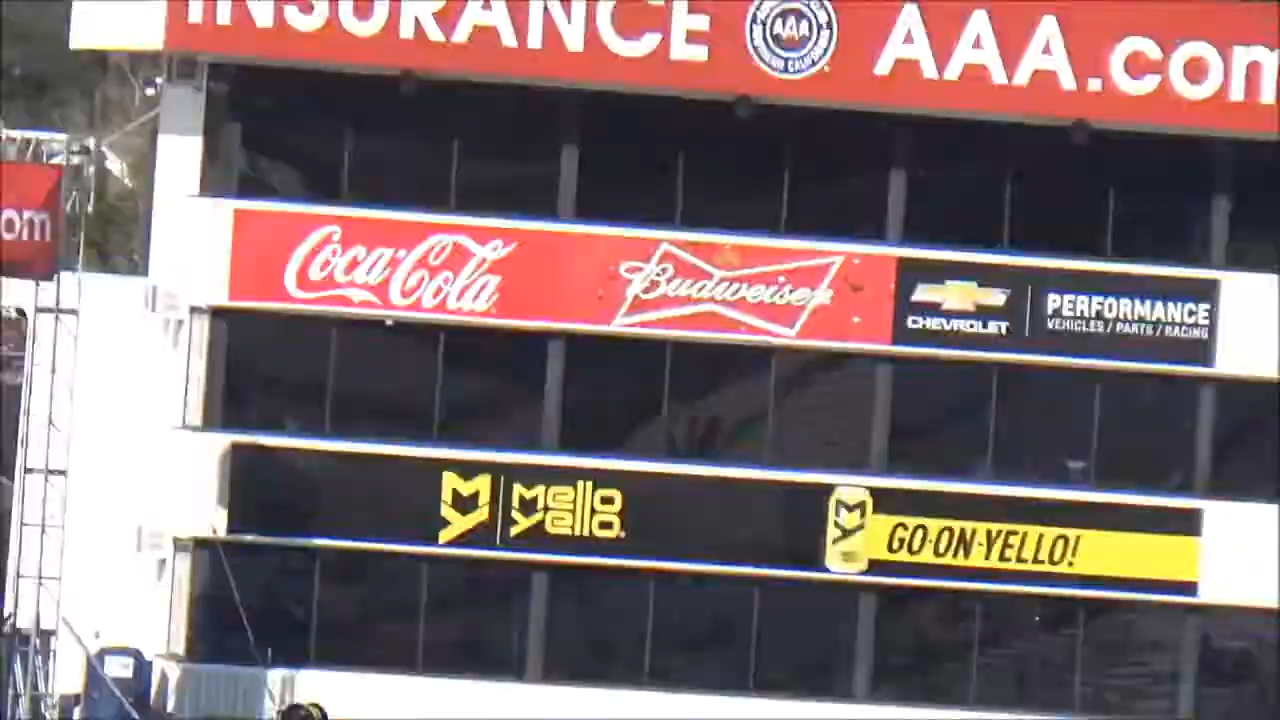 INSURANCE AAA AAA.com
om
Coca-Cola Budweiser CHEVROLET PERFORMANCE
VEHICLES / PARTS / RACING
MY mello yello MY GO-ON-YELLO!